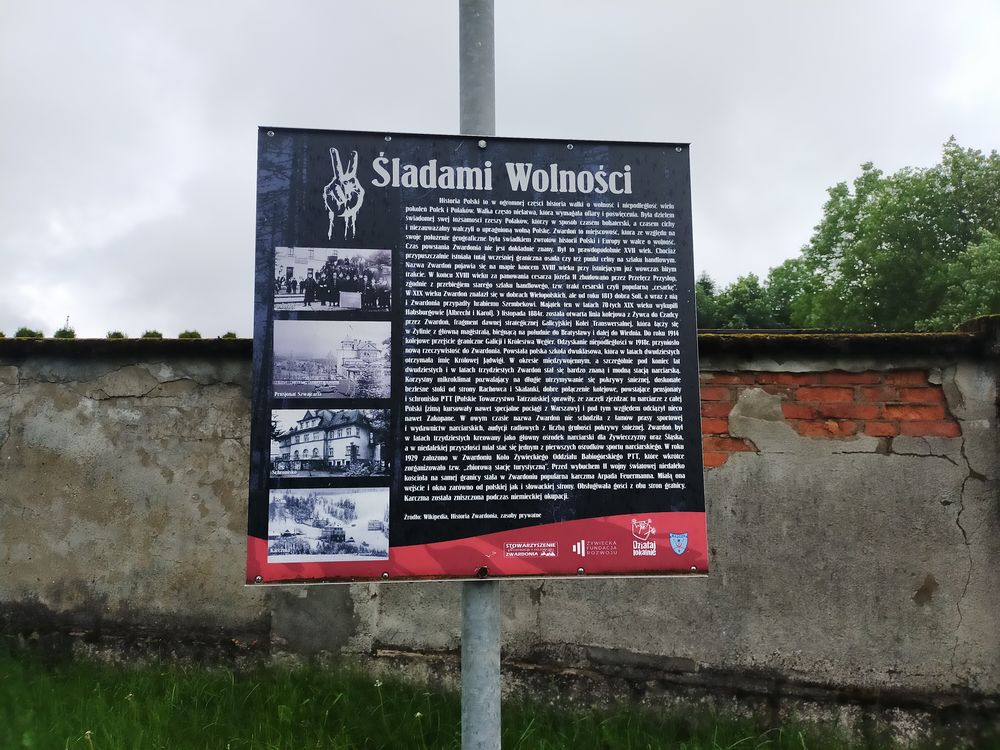 Śladami Wolności
Historia Polski to w ogromnej części historia walki o wolność i niepodległość wielu
pokoleń Polek i Polaków. Walka często niełatwa, która wymagała ofiary i poświęcenia. Była dziełem
świadomej swej tożsamości rzeszy Polaków, którzy w sposób czasem bohaterski, a czasem cichy
i niezauważalny walczyli o upragnioną wolną Polskę. Zwardoń to miejscowość, która ze względu na
swoje położenie geograficzne była świadkiem zwrotów historii Polski i Europy w walce o wolność.
Czas powstania Zwardonia nie jest dokładnie znany. Był to prawdopodobnie XVII wiek. Chociaż
przypuszczalnie istniała tutaj wcześniej graniczna osada czy też punkt celny na szlaku handlowym.
Nazwa Zwardoń pojawia się na mapie końcem XVIII wieku przy istniejącym już wówczas bitym
trakcie. W końcu XVIII wieku za panowania cesarza Józefa II zbudowano przez Przełęcz Przysłop,
zgodnie z przebiegiem starego szlaku handlowego, tzw. trakt cesarski czyli popularną „cesarkę".
W XIX wieku Zwardoń znalazł się w dobrach Wielopolskich, ale od roku 1813 dobra Soli, a wraz z nią
i Zwardonia przypadły hrabiemu Szembekowi. Majątek ten w latach 70-tych XIX wieku wykupili
Habsburgowie (Albrecht i Karol). 3 listopada 1884r. została otwarta linia kolejowa z Żywca do Czadcy
przez Zwardoń, fragment dawnej strategicznej Galicyjskiej Kolei Transwersalnej, która łączy się
w Żylinie z główną magistralą, biegnącą na południe do Bratysławy i dalej do Wiednia. Do roku 1914
kolejowe przejście graniczne Galicji i Królestwa Węgier. Odzyskanie niepodległości w 1918r. przyniosło
nową rzeczywistość do Zwardonia. Powstała polska szkoła dwuklasowa, która w latach dwudziestych
otrzymała imię Królowej Jadwigi. W okresie międzywojennym, a szczególnie pod koniec lat
dwudziestych i w latach trzydziestych Zwardoń stał się bardzo znaną i modną stacją narciarską.
Korzystny mikroklimat pozwalający na długie utrzymywanie się pokrywy śnieżnej, doskonałe
bezleśne stoki od strony Rachowca i Skalanki, dobre połączenie kolejowe, powstające pensjonaty
i schronisko PTT (Polskie Towarzystwo Tatrzańskie) sprawiły, że zaczęli zjeżdżać tu narciarze z całej
Polski (zimą kursowały nawet specjalne pociągi z Warszawy) i pod tym względem odciążył nieco
nawet Zakopane. W owym czasie nazwa Zwardoń nie schodziła z łamów prasy sportowej
i wydawnictw narciarskich, audycji radiowych z liczbą grubości pokrywy śnieżnej. Zwardoń był
w latach trzydziestych kreowany jako główny ośrodek narciarski dla Żywiecczyzny oraz Śląska,
a w niedalekiej przyszłości miał stać się jednym z pierwszych ośrodków sportu narciarskiego. W roku
1929 założono w Zwardoniu Koło Żywieckiego Oddziału Babiogórskiego PTT, które wkrótce
zorganizowało tzw. „zbiorową stację turystyczną". Przed wybuchem II wojny światowej niedaleko
kościoła na samej granicy stała w Zwardoniu popularna karczma Arpada Feuermanna. Miała ona
wejście i okna zarówno od polskiej jak i słowackiej strony. Obsługiwała gości z obu stron granicy.
Karczma została zniszczona podczas niemieckiej okupacji.
Źródło: Wikipedia, Historia Zwardonia, zasoby prywatne
Pensjonat Szwajcaria
Schronisko
Karczma
STOWARZYSZENIE
ZWARDONIA
ŻYWIECKA
FUNDACJA
ROZWOJU
Działaj
Lokalnie